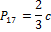 P₁₇ = 2/3 c